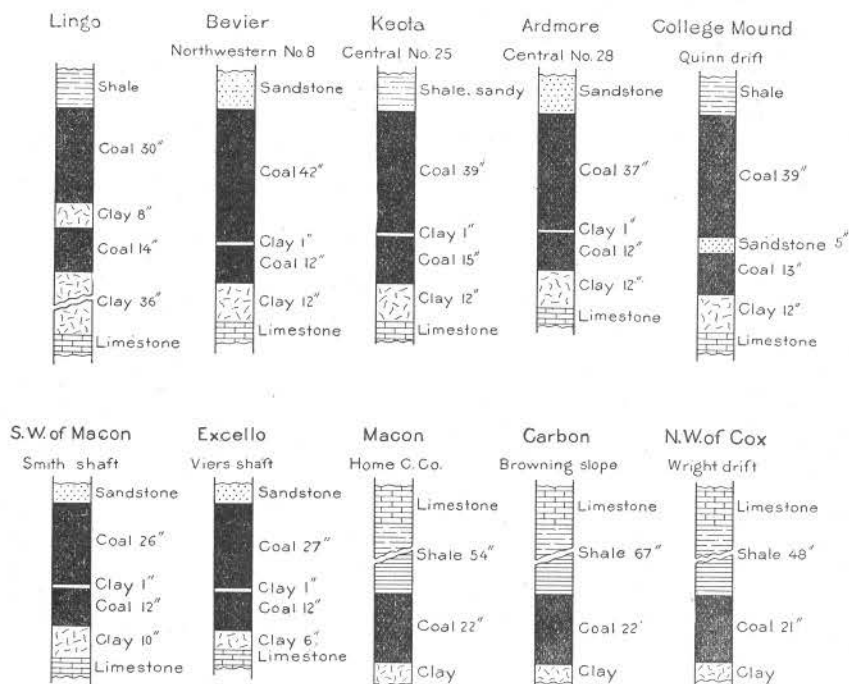 Lingo
Shale
Coal 30"
Clay 8"
Coal 14"
Clay 36"
Limestone
Bevier
Northwestern No.8
Sandstone
Coal 42"
Clay 1"
Coal 12"
Clay 12"
Limestone
Keota
Central No. 25
Shale, sandy
Coal 39"
Clay 1"
Coal 15"
Clay 12"
Limestone
Ardmore
Central No. 28
Sandstone
Coal 37"
Clay 1"
Coal 12"
Clay 12"
Limestone
College Mound
Quinn drift
Shale
Coal 39"
Sandstone 5"
Coal 13"
Clay 12"
Limestone
S.W. of Macon
Smith shaft
Sandstone
Coal 26"
Clay 1"
Coal 12"
Clay 10"
Limestone
Excello
Viers shaft
Sandstone
Coal 27"
Clay 1"
Coal 12"
Clay 6"
Limestone
Macon
Home C. Co.
Limestone
Shale 54"
Coal 22"
Clay
Carbon
Browning slope
Limestone
Shale 67"
Coal 22'
Clay
N.W. of Cox
Wright drift
Limestone
Shale 48"
Coal 21"
Clay